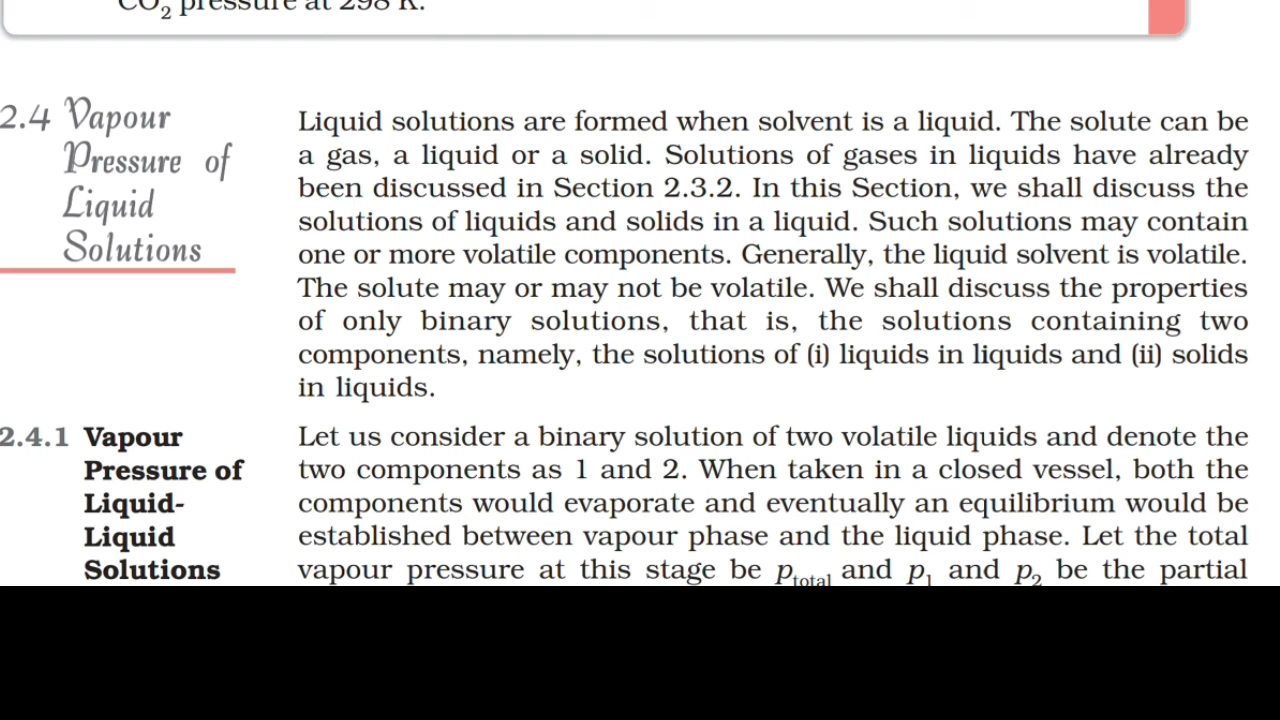 CO2 pressure at 298 K.
2.4 Vapour
Pressure of
Liquid
Solutions
Liquid solutions are formed when solvent is a liquid. The solute can be
a gas, a liquid or a solid. Solutions of gases in liquids have already
been discussed in Section 2.3.2. In this Section, we shall discuss the
solutions of liquids and solids in a liquid. Such solutions may contain
one or more volatile components. Generally, the liquid solvent is volatile.
The solute may or may not be volatile. We shall discuss the properties
of only binary solutions, that is, the solutions containing two
components, namely, the solutions of (i) liquids in liquids and (ii) solids
in liquids.
2.4.1 Vapour
Pressure of
Liquid-
Liquid
Solutions
Let us consider a binary solution of two volatile liquids and denote the
two components as 1 and 2. When taken in a closed vessel, both the
components would evaporate and eventually an equilibrium would be
established between vapour phase and the liquid phase. Let the total
vapour pressure at this stage be ptotal and p1 and p2 be the partial